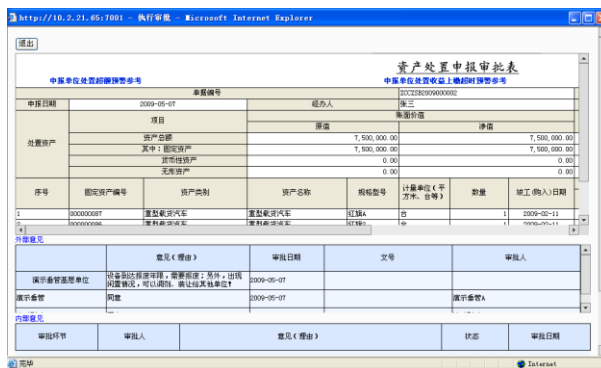 http://10.2.21.65:7001 - 执行审批 - Microsoft Internet Explorer
退出
资产处置申报审批表
中报单位处置超额预警参考 中报单位处置收益上缴超时预警参考
单据编号 ZCCZSB2009000002
申报日期 2009-05-07 经办人 张三
处置资产 项目 账面价值
原值 净值
资产总额 7,500,000.00 7,500,000.00
其中：固定资产 7,500,000.00 7,500,000.00
货币性资产 0.00 0.00
无形资产 0.00 0.00
序号 固定资产编号 资产类别 资产名称 规格型号 计量单位(平方米、台等) 数量 竣工(购入)日期
1 000000087 重型载货汽车 重型载货汽车 红旗A 台 1 2009-02-11
外部意见
意见(理由) 审批日期 文号 审批人
演示垂管基层单位 设备到达报废年限，需要报废；另外，出现闲置情况，可以调剂、装让给其他单位! 2009-05-07
演示垂管 同意 2009-05-07 演示垂管A
内部意见
审批环节 审批人 意见(理由) 状态 审批日期
完毕 Internet